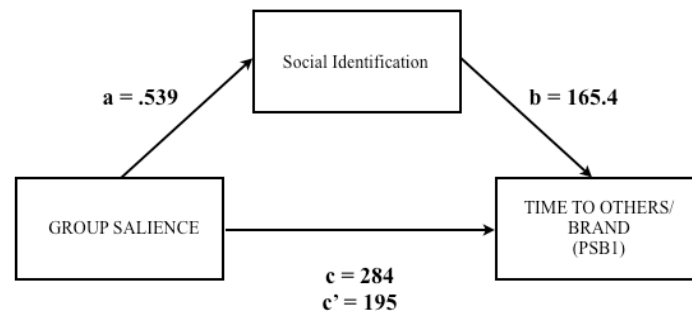 Social Identification
a = .539
b = 165.4
GROUP SALIENCE
TIME TO OTHERS/
BRAND
(PSB1)
c = 284
c’ = 195